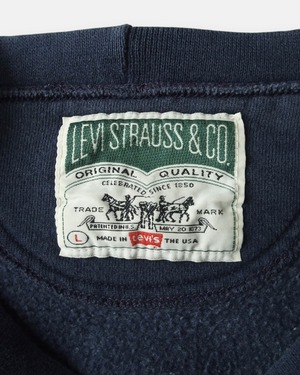 LEVI STRAUSS & CO.
ORIGINAL QUALITY
CELEBRATED SINCE 1850
TRADE MARK
PATENTED IN U.S. MAY 20 1873
L MADE IN Levi's THE USA